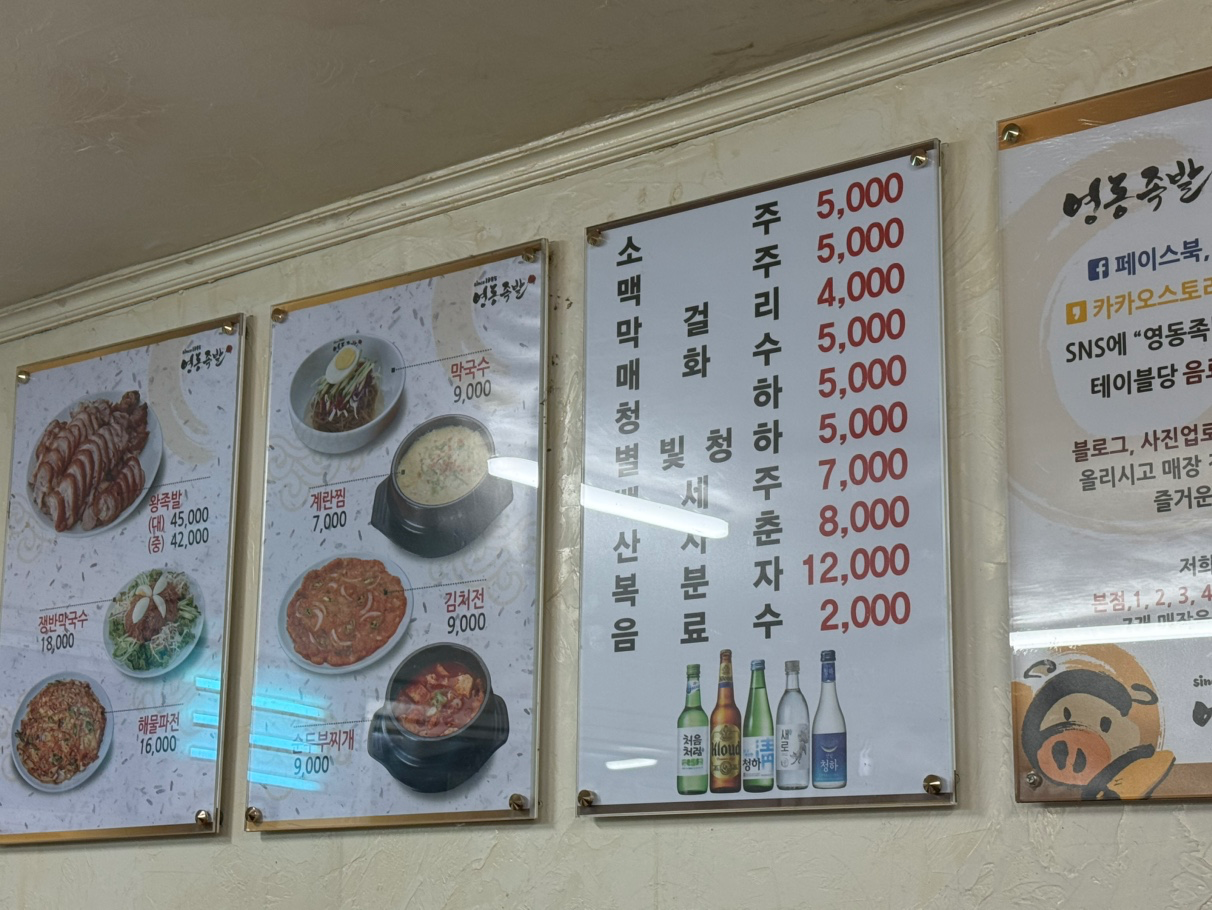 since 1985
영동족발
왕족발
(대) 45,000
(중) 42,000
쟁반막국수
18,000
해물파전
16,000
영동족발
막국수
9,000
계란찜
7,000
김치전
9,000
순두부찌개
9,000
소 주 5,000
맥 주 5,000
막 걸 리 4,000
매 화 수 5,000
청 하 5,000
별 빛 청 하 5,000
세 주 7,000
산 춘 8,000
복 분 자 12,000
음 료 수 2,000
처음처럼
Kloud
청하
새로
청하
영동족발
페이스북,
카카오스토리
SNS에 "영동족
테이블당 음료
블로그, 사진업로
올리시고 매장
즐거운
저희
본점,1, 2, 3, 4
7개 매장